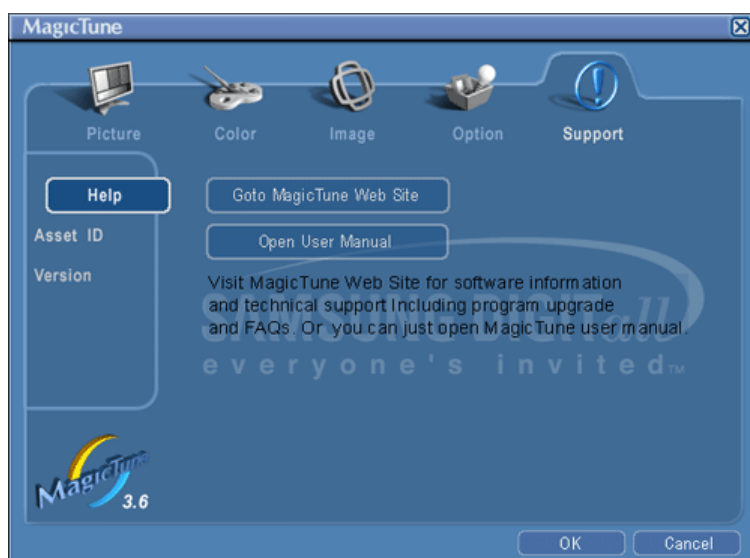 MagicTune
Picture
Color
Image
Option
Support
Help
Asset ID
Version
Goto MagicTune Web Site
Open User Manual
Visit MagicTune Web Site for software information
and technical support Including program upgrade
and FAQs. Or you can just open MagicTune user manual.
SAMSUNG DIGITall
everyone's invited™
MagicTune
3.6
OK
Cancel